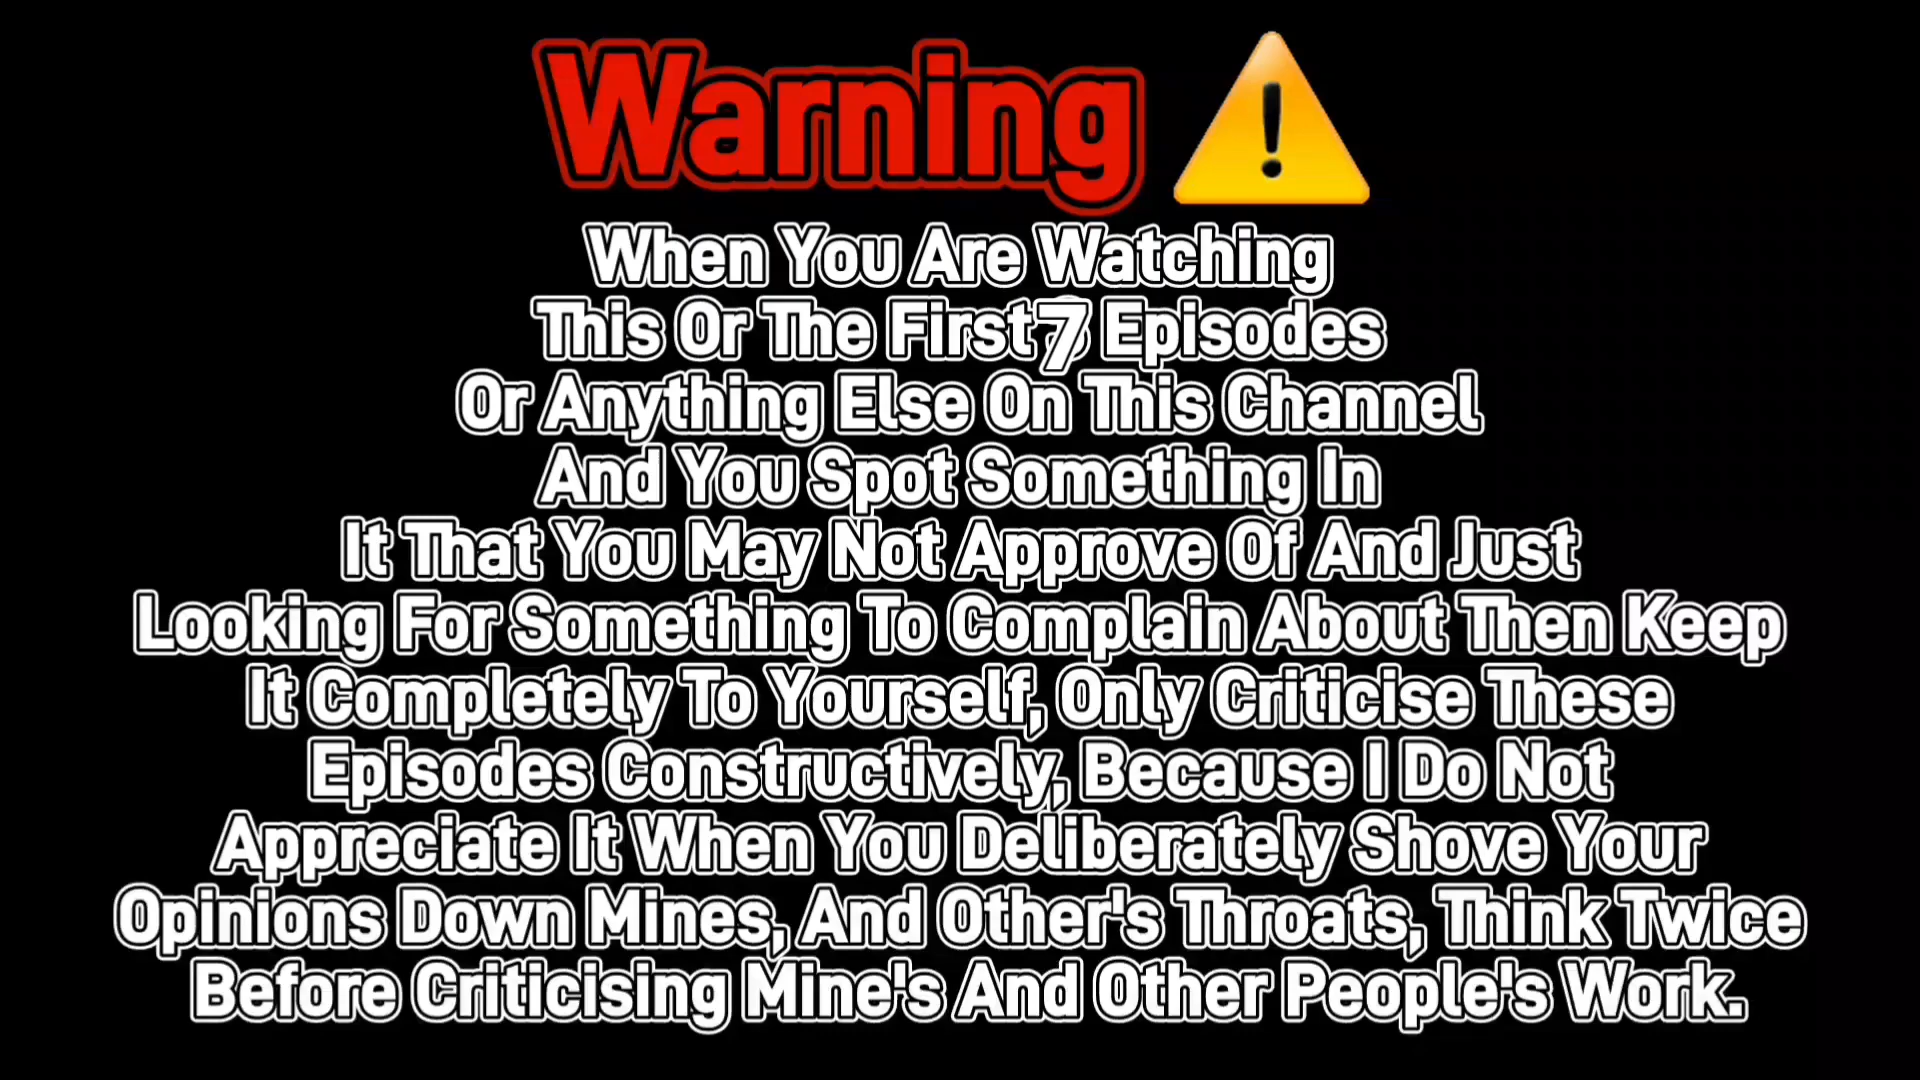 Warning
When You Are Watching
This Or The First 7 Episodes
Or Anything Else On This Channel
And You Spot Something In
It That You May Not Approve Of And Just
Looking For Something To Complain About Then Keep
It Completely To Yourself, Only Criticise These
Episodes Constructively, Because I Do Not
Appreciate It When You Deliberately Shove Your
Opinions Down Mines, And Other's Throats, Think Twice
Before Criticising Mine's And Other People's Work.